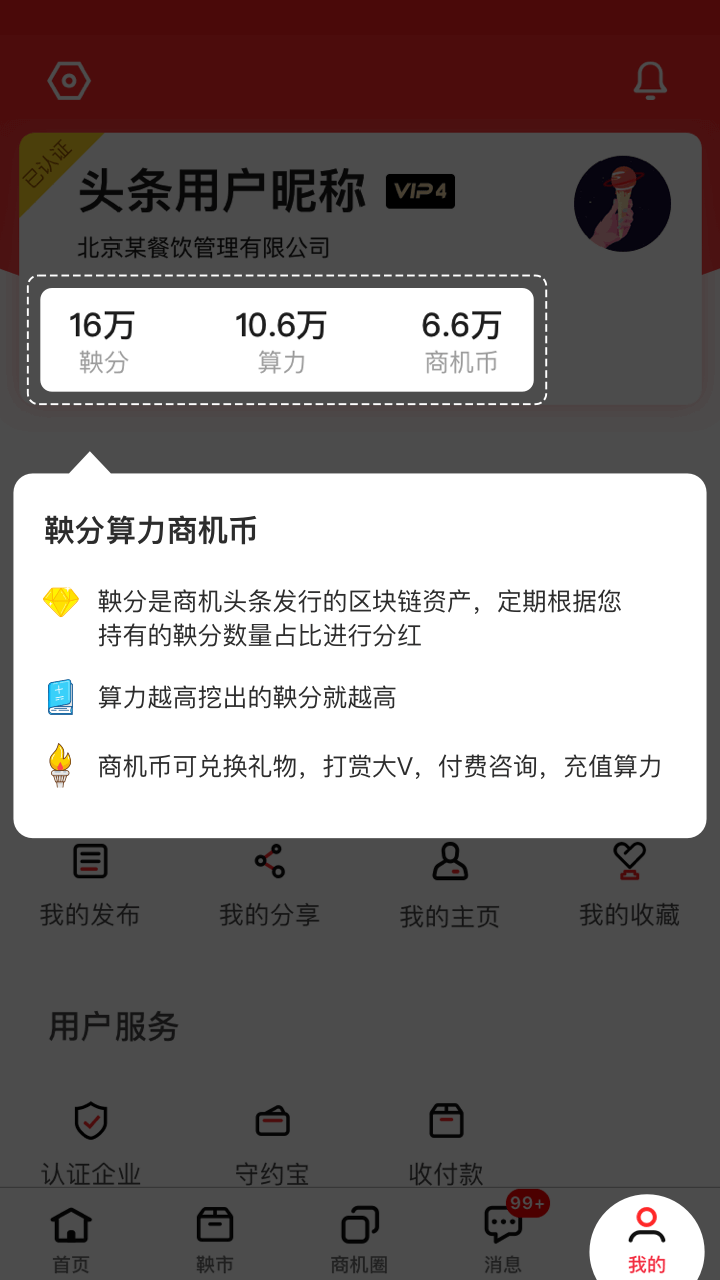 已认证
头条用户昵称 VIP4
北京某餐饮管理有限公司
16万 10.6万 6.6万
鞅分 算力 商机币
鞅分算力商机币
鞅分是商机头条发行的区块链资产，定期根据您
持有的鞅分数量占比进行分红
算力越高挖出的鞅分就越高
商机币可兑换礼物，打赏大V，付费咨询，充值算力
我的发布 我的分享 我的主页 我的收藏
用户服务
认证企业 守约宝 收付款
99+
首页 鞅市 商机圈 消息 我的